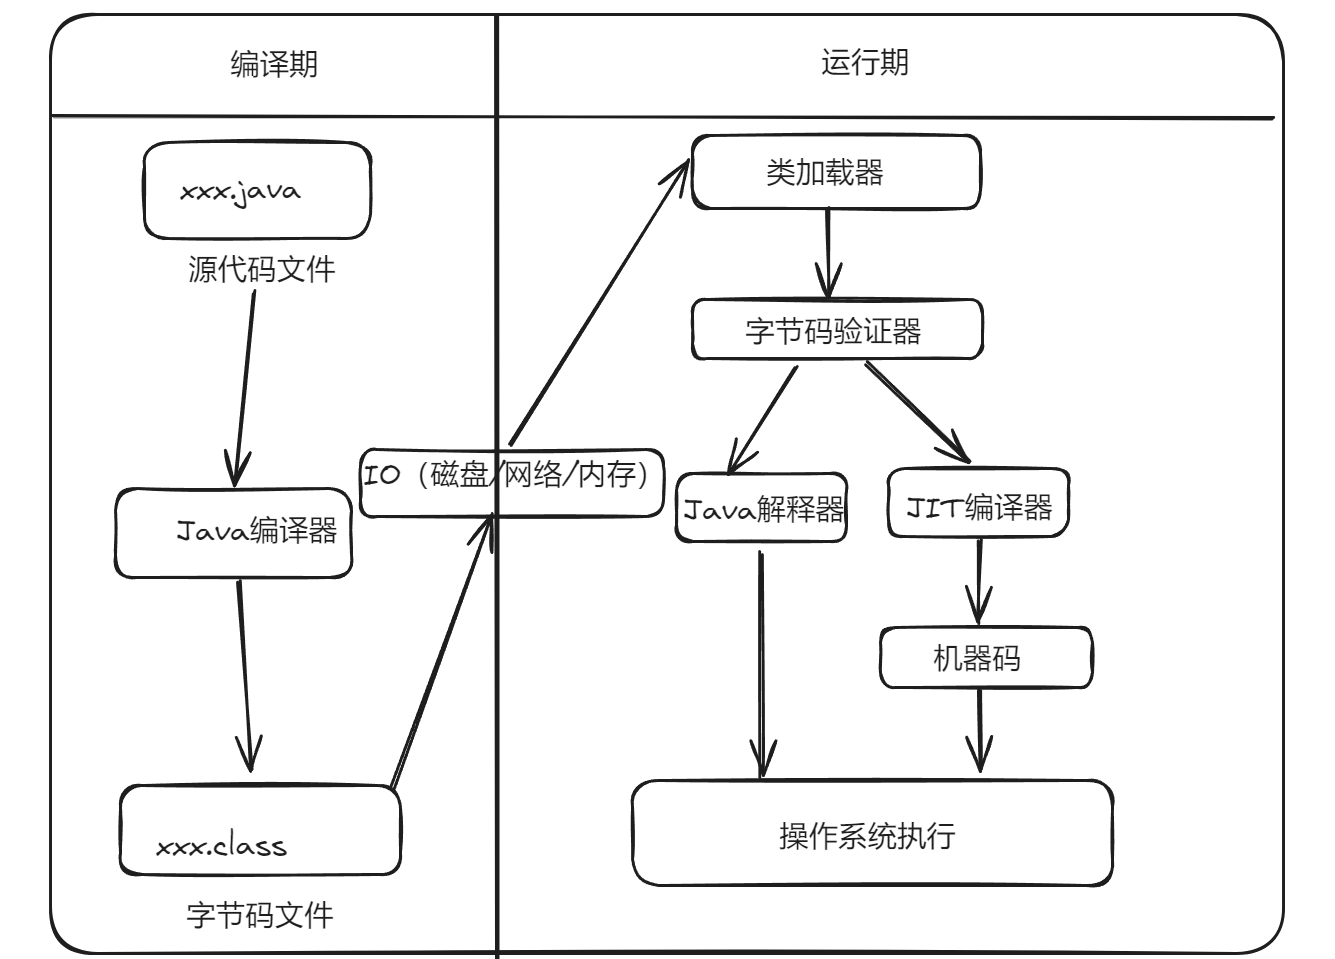 编译期
运行期
xxx.java
源代码文件
Java编译器
xxx.class
字节码文件
IO（磁盘/网络/内存）
类加载器
字节码验证器
Java解释器
JIT编译器
机器码
操作系统执行